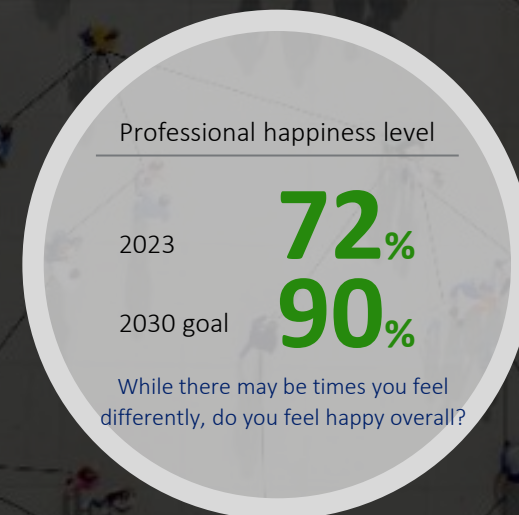 Professional happiness level
2023 72%
2030 goal 90%
While there may be times you feel
differently, do you feel happy overall?